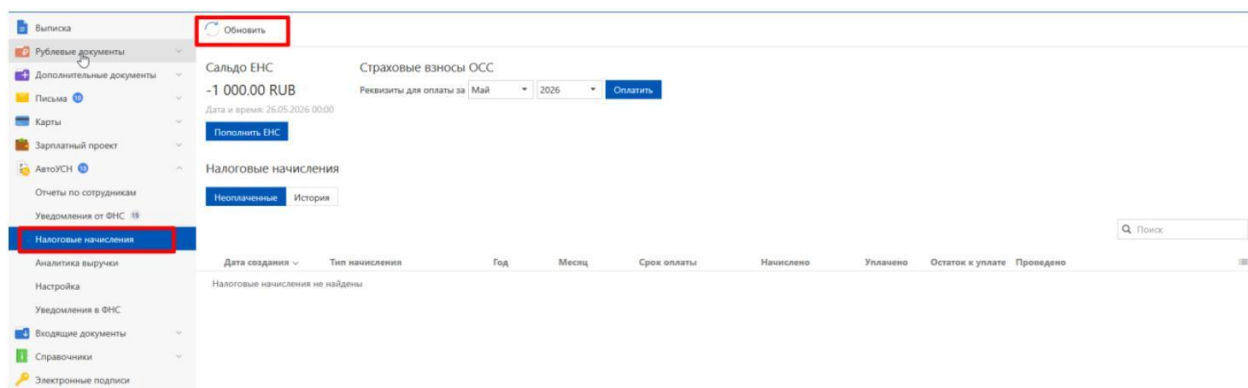 Выписка
Рублевые документы
Дополнительные документы
Письма 10
Карты
Зарплатный проект
АвтоУСН 10
Отчеты по сотрудникам
Уведомления от ФНС 10
Налоговые начисления
Аналитика выручки
Настройка
Уведомления в ФНС
Входящие документы
Справочники
Электронные подписи
Обновить
Сальдо ЕНС
-1 000.00 RUB
Дата и время: 26.05.2026 00:00
Пополнить ЕНС
Страховые взносы ОСС
Реквизиты для оплаты за Май 2026 Оплатить
Налоговые начисления
Неоплаченные История
Поиск
Дата создания Тип начисления Год Месяц Срок оплаты Начислено Уплачено Остаток к уплате Проведено
Налоговые начисления не найдены